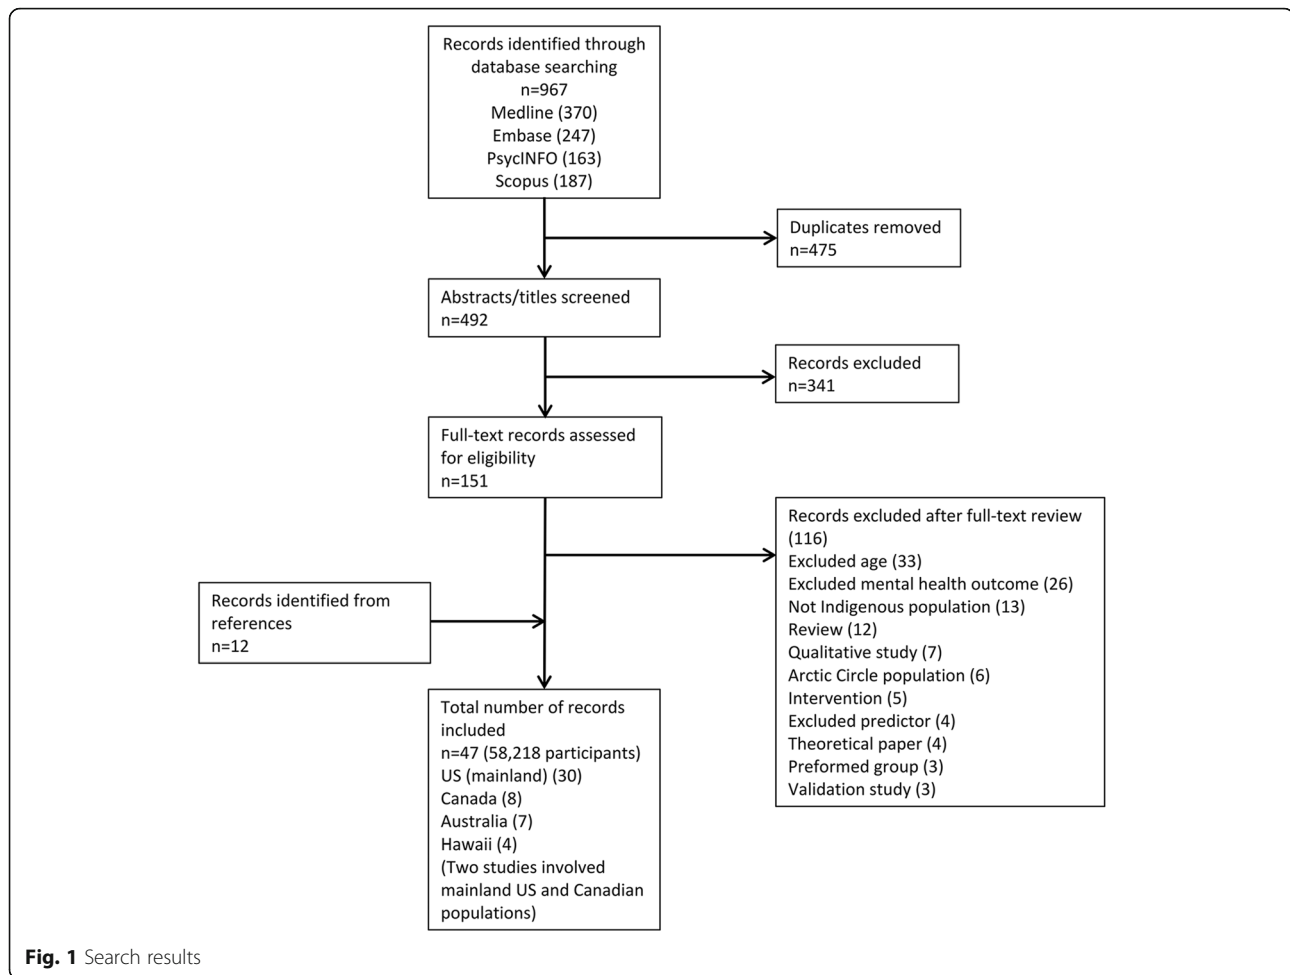 Records identified through
database searching
n=967
Medline (370)
Embase (247)
PsycINFO (163)
Scopus (187)
Duplicates removed
n=475
Abstracts/titles screened
n=492
Records excluded
n=341
Full-text records assessed
for eligibility
n=151
Records excluded after full-text review
(116)
Excluded age (33)
Excluded mental health outcome (26)
Not Indigenous population (13)
Review (12)
Qualitative study (7)
Arctic Circle population (6)
Intervention (5)
Excluded predictor (4)
Theoretical paper (4)
Preformed group (3)
Validation study (3)
Records identified from
references
n=12
Total number of records
included
n=47 (58,218 participants)
US (mainland) (30)
Canada (8)
Australia (7)
Hawaii (4)
(Two studies involved
mainland US and Canadian
populations)
Fig. 1 Search results